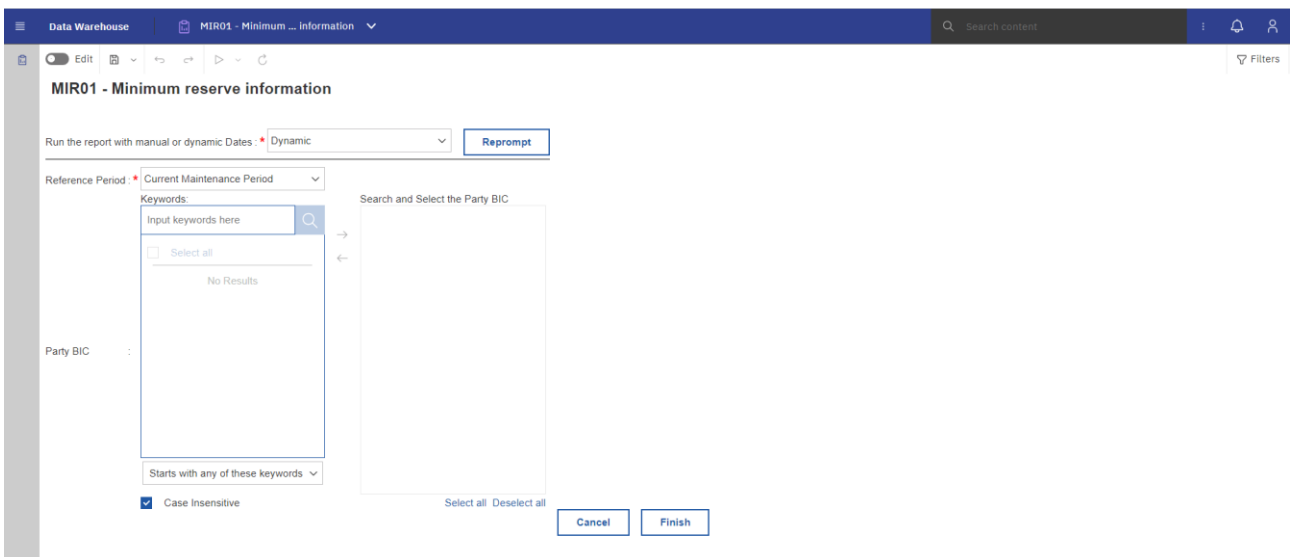 Data Warehouse
MIR01 - Minimum ... information
Search content
Edit
Filters
MIR01 - Minimum reserve information
Run the report with manual or dynamic Dates : * Dynamic
Reprompt
Reference Period : * Current Maintenance Period
Keywords:
Search and Select the Party BIC
Input keywords here
Select all
No Results
Party BIC :
Starts with any of these keywords
Case Insensitive
Select all Deselect all
Cancel
Finish